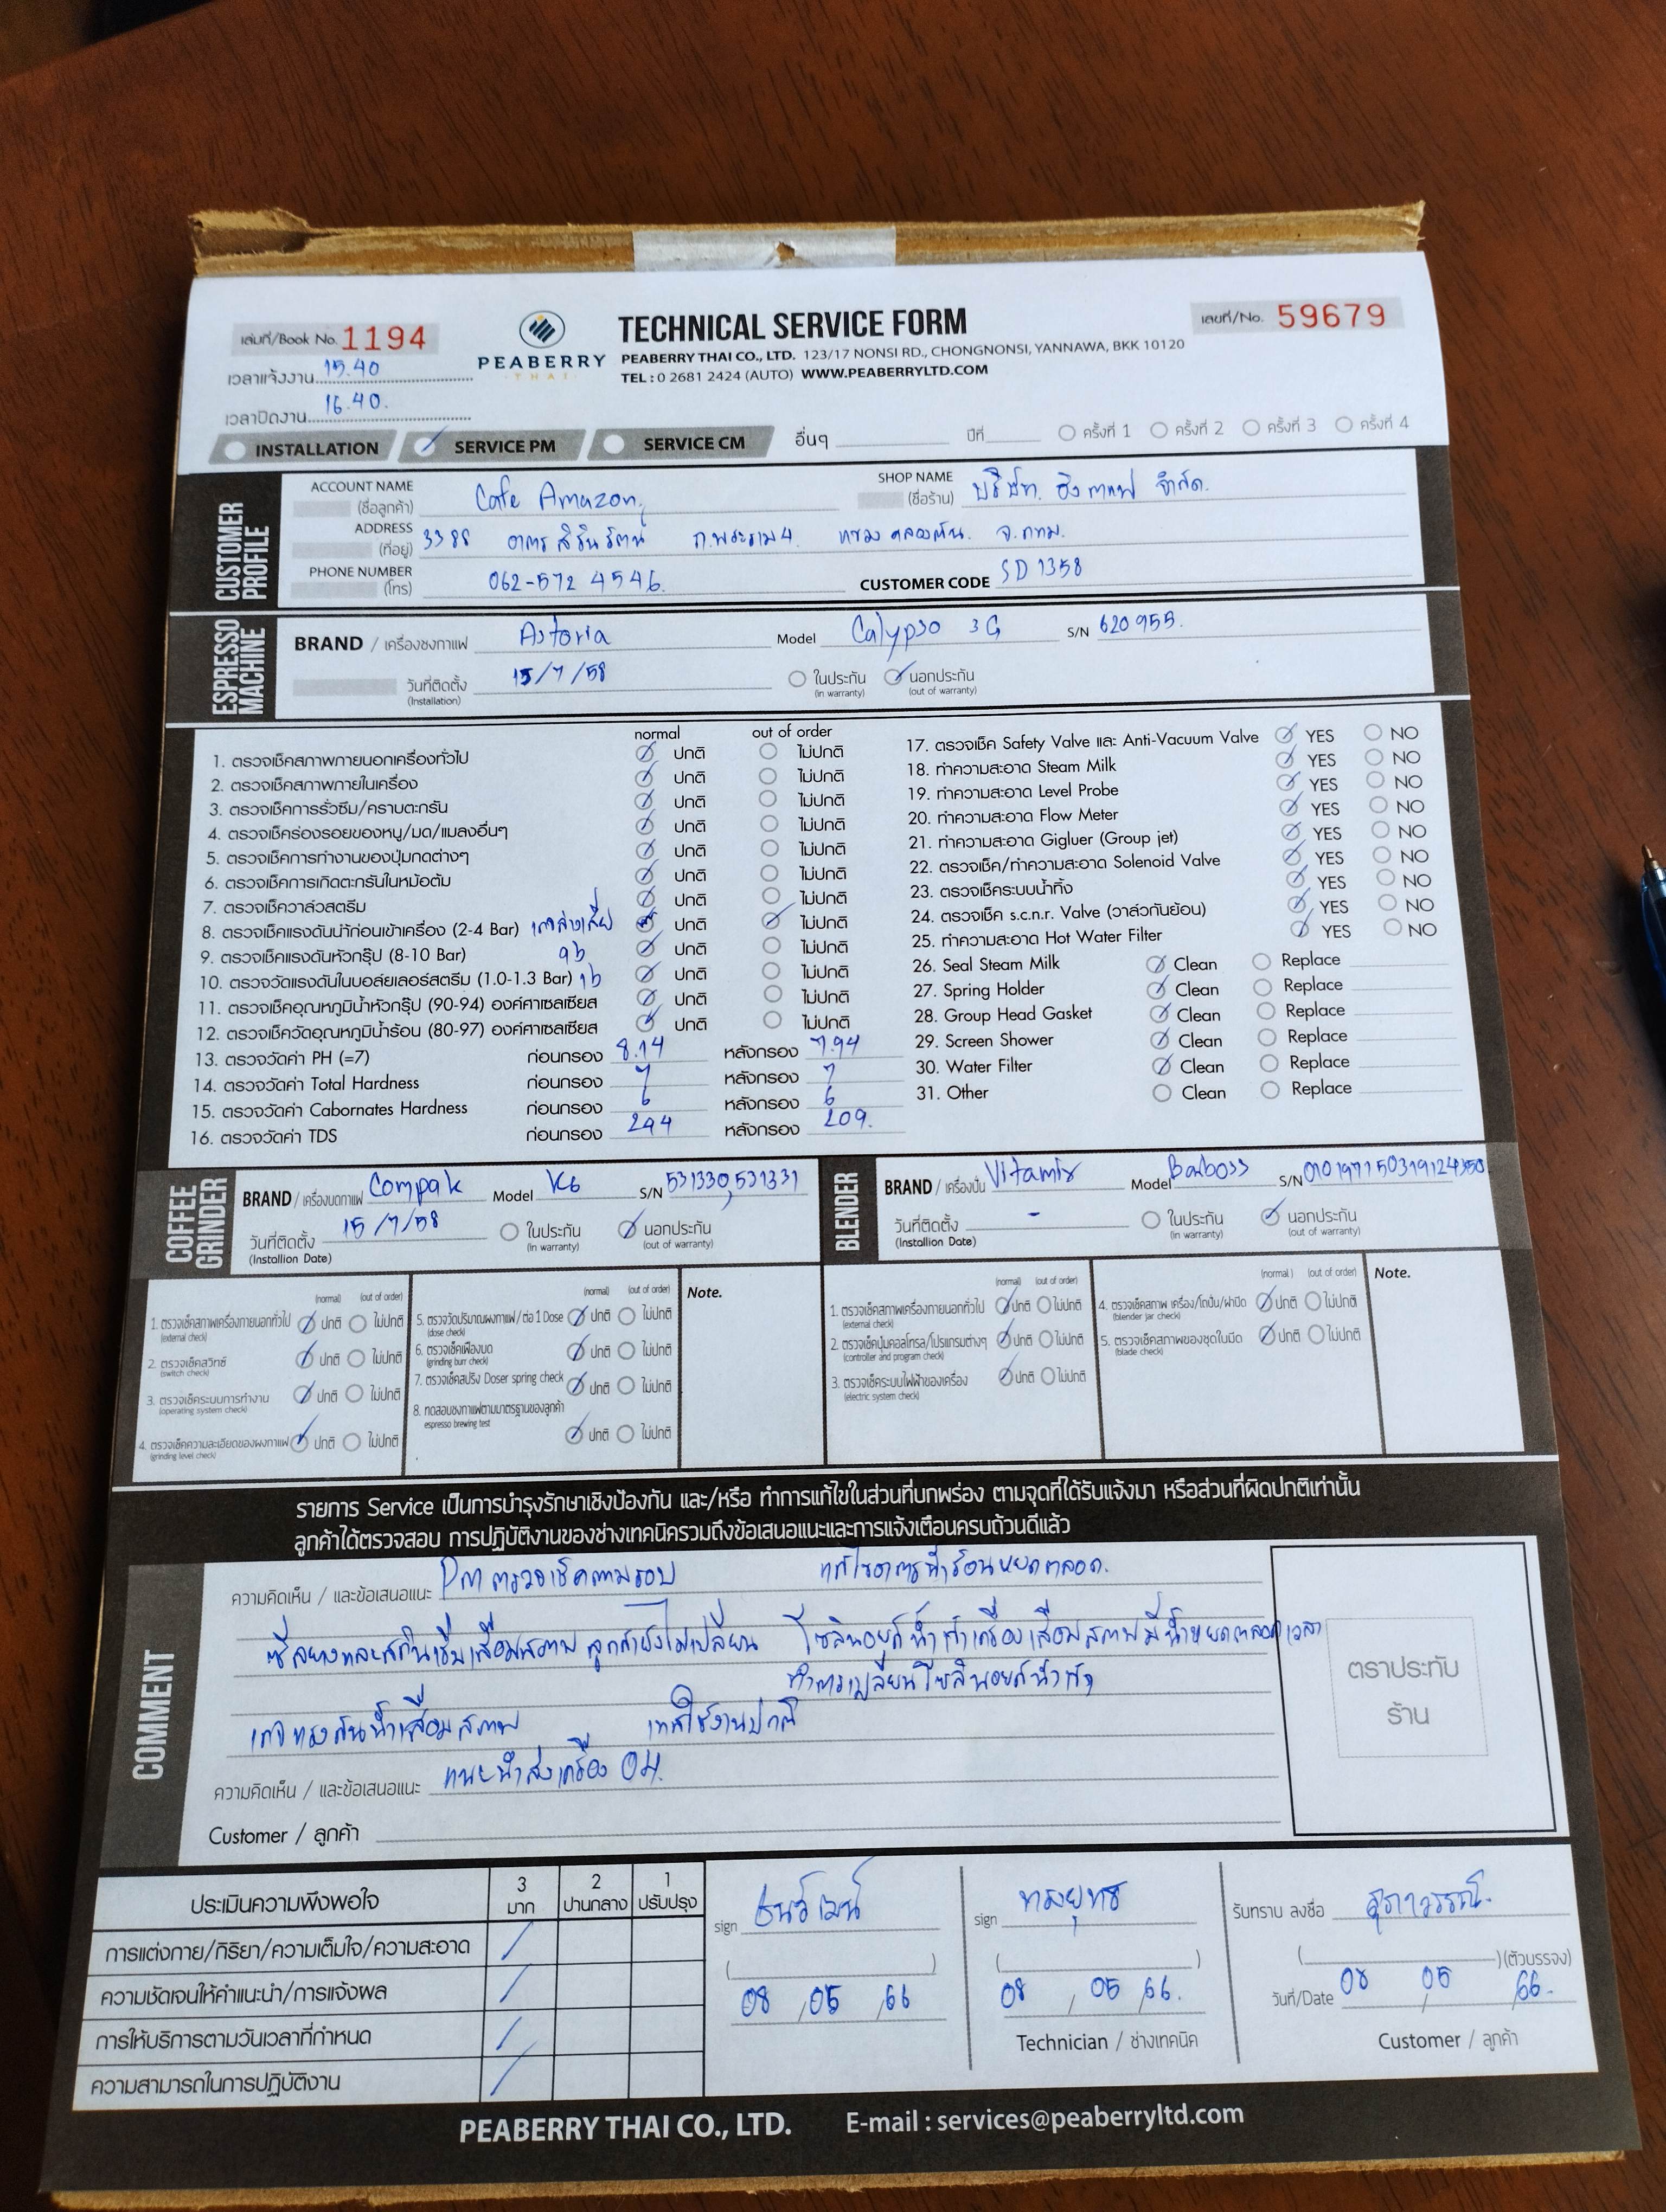 เล่มที่/Book No. 1194
PEABERRY
THAI
TECHNICAL SERVICE FORM
เลขที่/No. 59679
PEABERRY THAI CO., LTD. 123/17 NONSI RD., CHONGNONSI, YANNAWA, BKK 10120
TEL : 0 2681 2424 (AUTO) WWW.PEABERRYLTD.COM
เวลาแจ้งงาน 15.40
เวลาปิดงาน 16.40.
INSTALLATION SERVICE PM SERVICE CM อื่นๆ ปีที่ ครั้งที่ 1 ครั้งที่ 2 ครั้งที่ 3 ครั้งที่ 4
CUSTOMER PROFILE
ACCOUNT NAME (ชื่อลูกค้า) Cafe Amazon.
SHOP NAME (ชื่อร้าน) บริษัท. จำกัด.
ADDRESS (ที่อยู่) 3388 อาคารสิรินรัตน์ ถ.พระราม 4. แขวง คลองตัน. จ.กทม.
PHONE NUMBER (โทร) 062-572 4546. CUSTOMER CODE SD 1358
ESPRESSO MACHINE
BRAND / เครื่องชงกาแฟ Astoria Model Calypso 3G S/N 620955.
วันที่ติดตั้ง (Installation) 15/7/58 ในประกัน (in warranty) นอกประกัน (out of warranty)
normal out of order
1. ตรวจเช็คสภาพภายนอกเครื่องทั่วไป ปกติ ไม่ปกติ
2. ตรวจเช็คสภาพภายในเครื่อง ปกติ ไม่ปกติ
3. ตรวจเช็คการรั่วซึม/คราบตะกรัน ปกติ ไม่ปกติ
4. ตรวจเช็คร่องรอยของหนู/มด/แมลงอื่นๆ ปกติ ไม่ปกติ
5. ตรวจเช็คการทำงานของปุ่มกดต่างๆ ปกติ ไม่ปกติ
6. ตรวจเช็คการเกิดตะกรันในหม้อต้ม ปกติ ไม่ปกติ
7. ตรวจเช็ควาล์วสตรีม ปกติ ไม่ปกติ
8. ตรวจเช็คแรงดันน้ำก่อนเข้าเครื่อง (2-4 Bar) ปกติ ไม่ปกติ
9. ตรวจเช็คแรงดันหัวกรุ๊ป (8-10 Bar) 9b ปกติ ไม่ปกติ
10. ตรวจวัดแรงดันในบอล์ยเลอร์สตรีม (1.0-1.3 Bar) 1b ปกติ ไม่ปกติ
11. ตรวจเช็คอุณหภูมิน้ำหัวกรุ๊ป (90-94) องค์ศาเซลเซียส ปกติ ไม่ปกติ
12. ตรวจเช็ควัดอุณหภูมิน้ำร้อน (80-97) องค์ศาเซลเซียส ปกติ ไม่ปกติ
13. ตรวจวัดค่า PH (=7) ก่อนกรอง 8.14 หลังกรอง 7.94
14. ตรวจวัดค่า Total Hardness ก่อนกรอง 7 หลังกรอง 7
15. ตรวจวัดค่า Cabornates Hardness ก่อนกรอง 6 หลังกรอง 6
16. ตรวจวัดค่า TDS ก่อนกรอง 244 หลังกรอง 209.
17. ตรวจเช็ค Safety Valve และ Anti-Vacuum Valve YES NO
18. ทำความสะอาด Steam Milk YES NO
19. ทำความสะอาด Level Probe YES NO
20. ทำความสะอาด Flow Meter YES NO
21. ทำความสะอาด Gigluer (Group jet) YES NO
22. ตรวจเช็ค/ทำความสะอาด Solenoid Valve YES NO
23. ตรวจเช็คระบบน้ำทิ้ง YES NO
24. ตรวจเช็ค s.c.n.r. Valve (วาล์วกันย้อน) YES NO
25. ทำความสะอาด Hot Water Filter YES NO
26. Seal Steam Milk Clean Replace
27. Spring Holder Clean Replace
28. Group Head Gasket Clean Replace
29. Screen Shower Clean Replace
30. Water Filter Clean Replace
31. Other Clean Replace
COFFEE GRINDER
BRAND / เครื่องบดกาแฟ Compak Model K6 S/N 531330,531331
วันที่ติดตั้ง (Installion Date) 15/7/58 ในประกัน (in warranty) นอกประกัน (out of warranty)
BLENDER
BRAND / เครื่องปั่น Vitamix Model Barboss S/N 010197150319124350
วันที่ติดตั้ง (Installion Date) - ในประกัน (in warranty) นอกประกัน (out of warranty)
(normal) (out of order)
1. ตรวจเช็คสภาพเครื่องภายนอกทั่วไป (external check) ปกติ ไม่ปกติ
2. ตรวจเช็คสวิทซ์ (switch check) ปกติ ไม่ปกติ
3. ตรวจเช็คระบบการทำงาน (operating system check) ปกติ ไม่ปกติ
4. ตรวจเช็คความละเอียดของผงกาแฟ (grinding level check) ปกติ ไม่ปกติ
(normal) (out of order)
5. ตรวจวัดปริมาณผงกาแฟ/ต่อ 1 Dose (dose check) ปกติ ไม่ปกติ
6. ตรวจเช็คเฟืองบด (grinding burr check) ปกติ ไม่ปกติ
7. ตรวจเช็คสปริง Doser spring check ปกติ ไม่ปกติ
8. ทดสอบชงกาแฟตามมาตรฐานของลูกค้า espresso brewing test ปกติ ไม่ปกติ
Note.
(normal) (out of order)
1. ตรวจเช็คสภาพเครื่องภายนอกทั่วไป (external check) ปกติ ไม่ปกติ
2. ตรวจเช็คปุ่มคอลโทรล/โปรแกรมต่างๆ (controller and program check) ปกติ ไม่ปกติ
3. ตรวจเช็คระบบไฟฟ้าของเครื่อง (electric system check) ปกติ ไม่ปกติ
(normal) (out of order)
4. ตรวจเช็คสภาพ เครื่อง/โถปั่น/ฝาปิด (blender jar check) ปกติ ไม่ปกติ
5. ตรวจเช็คสภาพของชุดใบมีด (blade check) ปกติ ไม่ปกติ
Note.
รายการ Service เป็นการบำรุงรักษาเชิงป้องกัน และ/หรือ ทำการแก้ไขในส่วนที่บกพร่อง ตามจุดที่ได้รับแจ้งมา หรือส่วนที่ผิดปกติเท่านั้น
ลูกค้าได้ตรวจสอบ การปฏิบัติงานของช่างเทคนิครวมถึงข้อเสนอแนะและการแจ้งเตือนครบถ้วนดีแล้ว
COMMENT
ความคิดเห็น / และข้อเสนอแนะ PM ตรวจเช็คตามรอบ แก้ไขอาการน้ำร้อนหยดตลอด.
ซีลยางและสกีนเชื่อมเสื่อมสภาพ ลูกค้ายังไม่เปลี่ยน โซลินอยด์น้ำเข้าเครื่องเสื่อมสภาพมีน้ำหยดตลอดเวลา
ทำการเปลี่ยนโซลินอยด์น้ำ
เกจแรงดันน้ำเสื่อมสภาพ เทสใช้งานปกติ
ความคิดเห็น / และข้อเสนอแนะ แนะนำส่งเครื่อง OH.
Customer / ลูกค้า
ตราประทับ
ร้าน
ประเมินความพึงพอใจ 3 มาก 2 ปานกลาง 1 ปรับปรุง
การแต่งกาย/กิริยา/ความเต็มใจ/ความสะอาด
ความชัดเจนให้คำแนะนำ/การแจ้งผล
การให้บริการตามวันเวลาที่กำหนด
ความสามารถในการปฏิบัติงาน
sign
08 / 05 / 66
sign ทรงยุทธ
08 / 05 / 66.
Technician / ช่างเทคนิค
รับทราบ ลงชื่อ สุภาวรรณ์.
(ตัวบรรจง)
วันที่/Date 08 / 05 / 66.
Customer / ลูกค้า
PEABERRY THAI CO., LTD. E-mail : services@peaberryltd.com